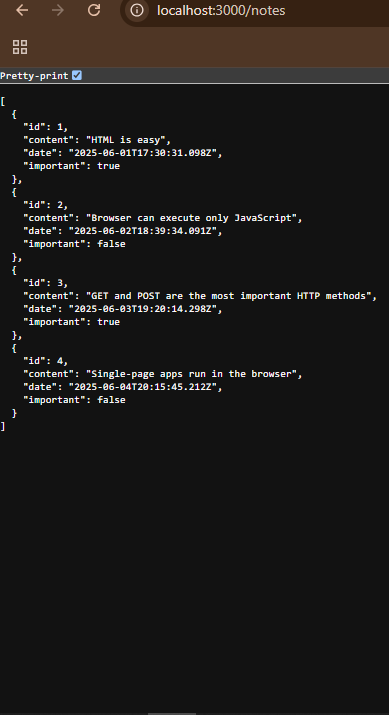 localhost:3000/notes
Pretty-print
[
  {
    "id": 1,
    "content": "HTML is easy",
    "date": "2025-06-01T17:30:31.098Z",
    "important": true
  },
  {
    "id": 2,
    "content": "Browser can execute only JavaScript",
    "date": "2025-06-02T18:39:34.091Z",
    "important": false
  },
  {
    "id": 3,
    "content": "GET and POST are the most important HTTP methods",
    "date": "2025-06-03T19:20:14.298Z",
    "important": true
  },
  {
    "id": 4,
    "content": "Single-page apps run in the browser",
    "date": "2025-06-04T20:15:45.212Z",
    "important": false
  }
]